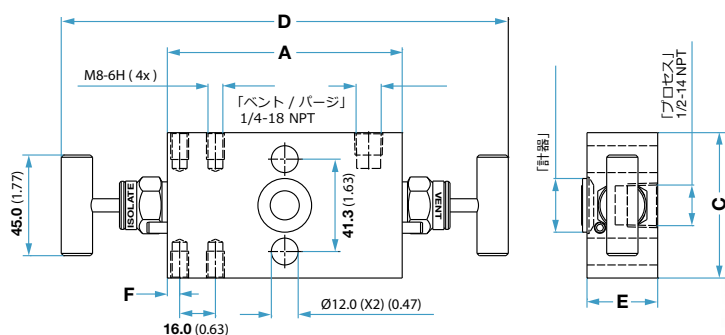 D
A
M8-6H ( 4x )
「ベント / パージ」
1/4-18 NPT
「プロセス」
1/2-14 NPT
「計器」
45.0 (1.77)
ISOLATE
41.3 (1.63)
VENT
C
F
E
Ø12.0 (X2) (0.47)
16.0 (0.63)